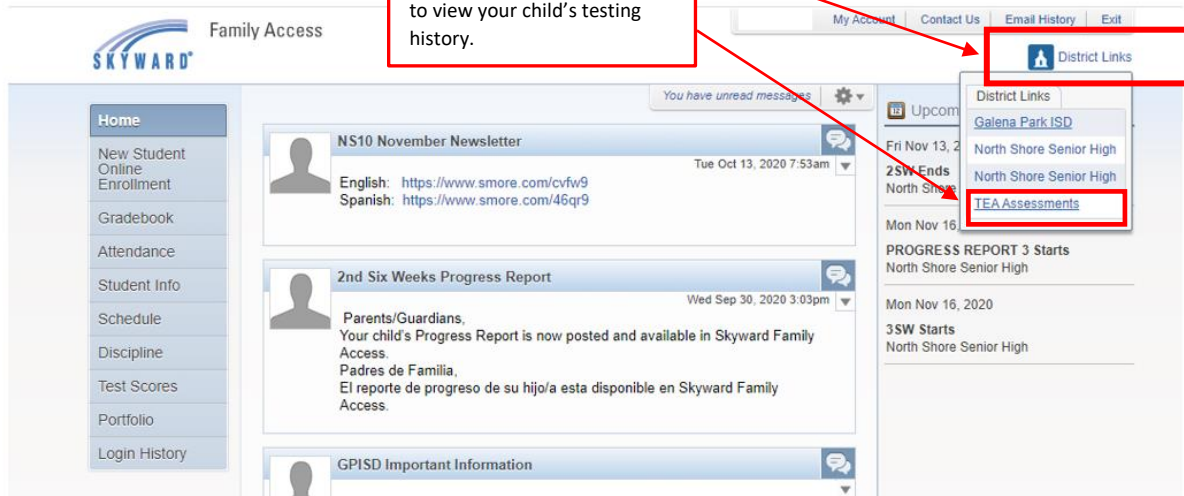 to view your child's testing
history.
My Account
Contact Us
Email History
Exit
SKYWARD®
Family Access
District Links
You have unread messages
Home
New Student
Online
Enrollment
Gradebook
Attendance
Student Info
Schedule
Discipline
Test Scores
Portfolio
Login History
NS10 November Newsletter
Tue Oct 13, 2020 7:53am
English: https://www.smore.com/cvfw9
Spanish: https://www.smore.com/46qr9
2nd Six Weeks Progress Report
Wed Sep 30, 2020 3:03pm
Parents/Guardians,
Your child's Progress Report is now posted and available in Skyward Family
Access.
Padres de Familia,
El reporte de progreso de su hijo/a esta disponible en Skyward Family
Access.
GPISD Important Information
12 Upcom
Fri Nov 13, 2
2SW Ends
North Shore
Mon Nov 16,
PROGRESS REPORT 3 Starts
North Shore Senior High
Mon Nov 16, 2020
3SW Starts
North Shore Senior High
District Links
Galena Park ISD
North Shore Senior High
North Shore Senior High
TEA Assessments